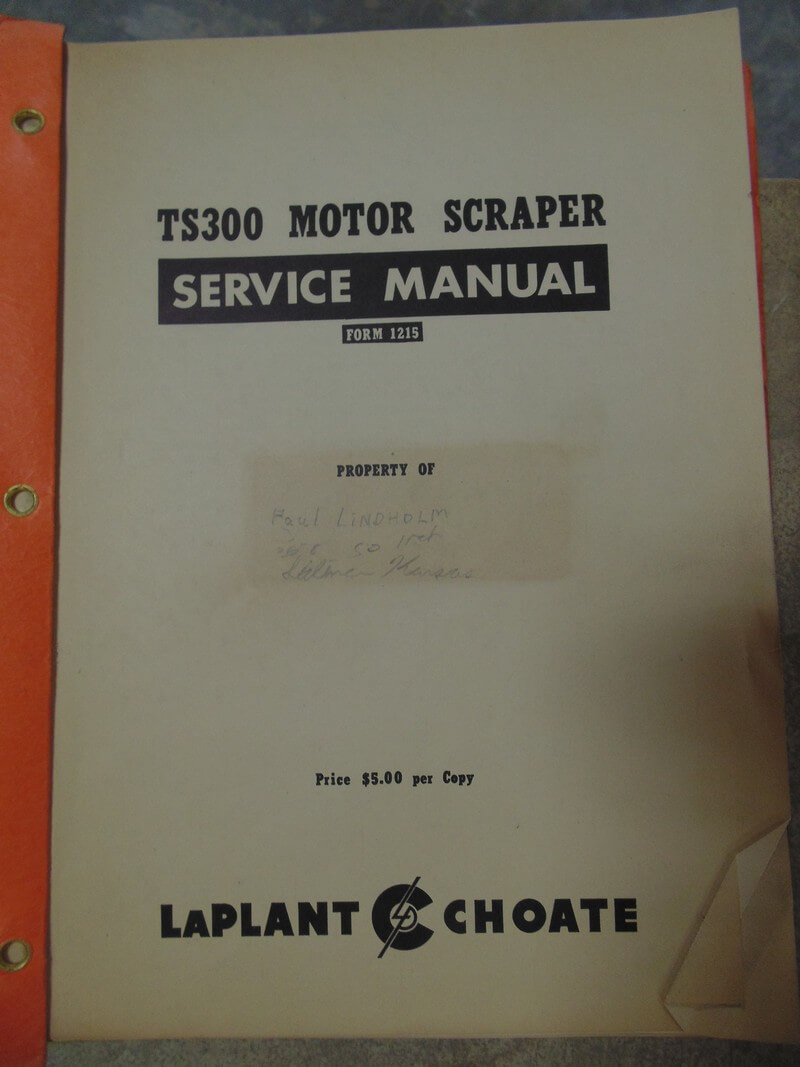 TS300 MOTOR SCRAPER
SERVICE MANUAL
FORM 1215
PROPERTY OF
Paul LINDHOLM
SO
Kansas
Price $5.00 per Copy
LAPLANT CHOATE